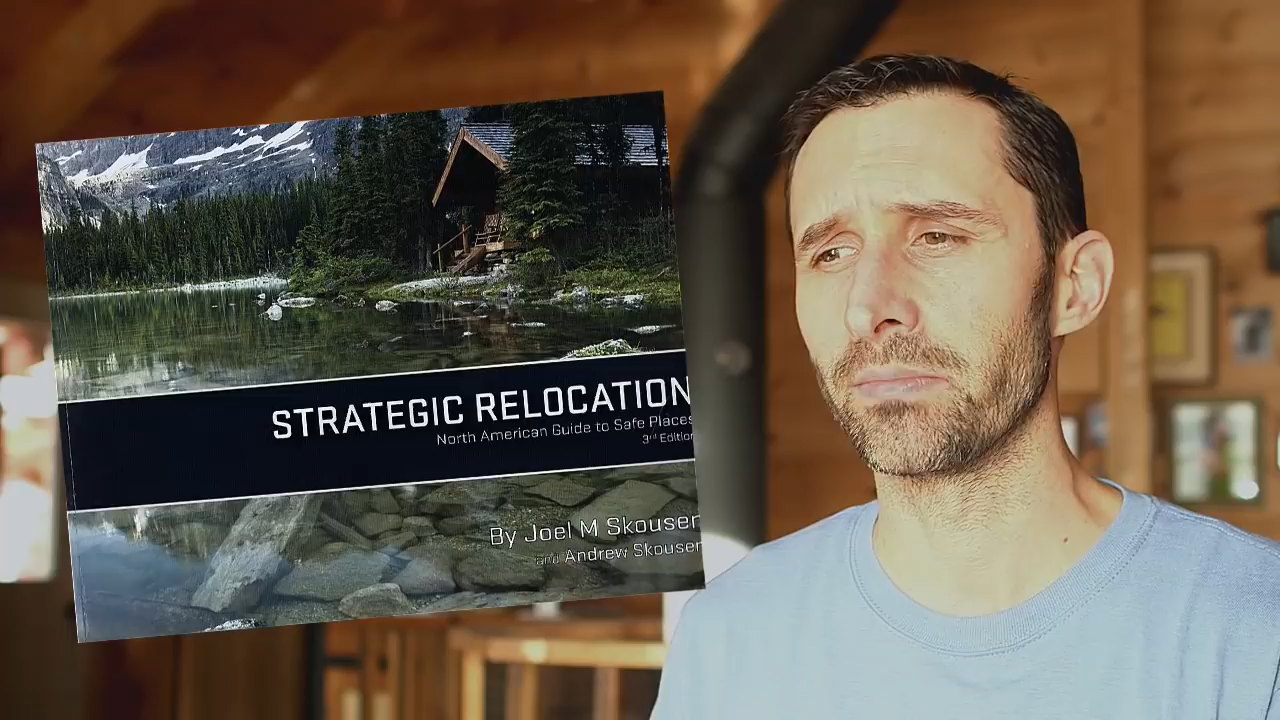 STRATEGIC RELOCATION
North American Guide to Safe Places
3rd Edition
By Joel M Skousen
and Andrew Skousen